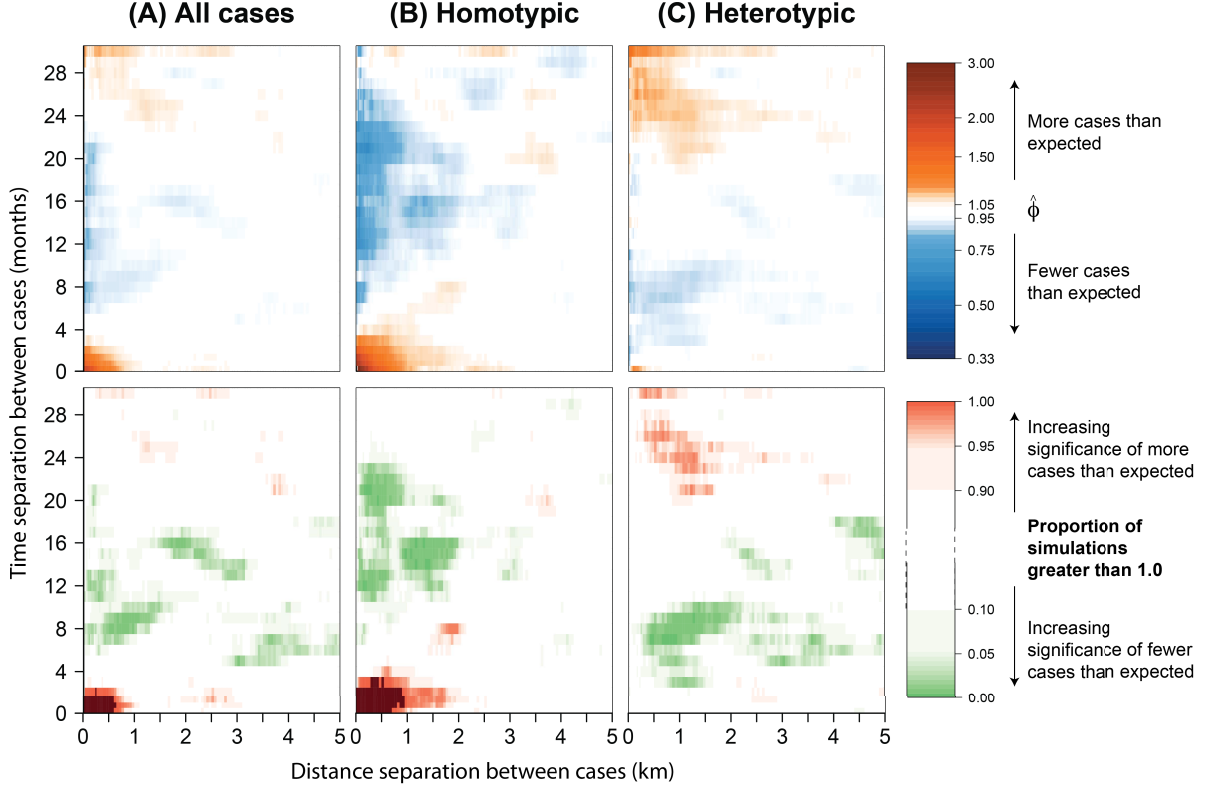 (A) All cases
(B) Homotypic
(C) Heterotypic
Time separation between cases (months)
28
24
20
16
12
8
4
0
3.00
2.00
1.50
1.05
0.95
0.75
0.50
0.33
More cases than
expected
ϕ̂
Fewer cases
than expected
28
24
20
16
12
8
4
0
0 1 2 3 4 5
0 1 2 3 4 5
0 1 2 3 4 5
Distance separation between cases (km)
1.00
0.95
0.90
0.10
0.05
0.00
Increasing
significance of more
cases than expected
Proportion of
simulations
greater than 1.0
Increasing
significance of fewer
cases than expected